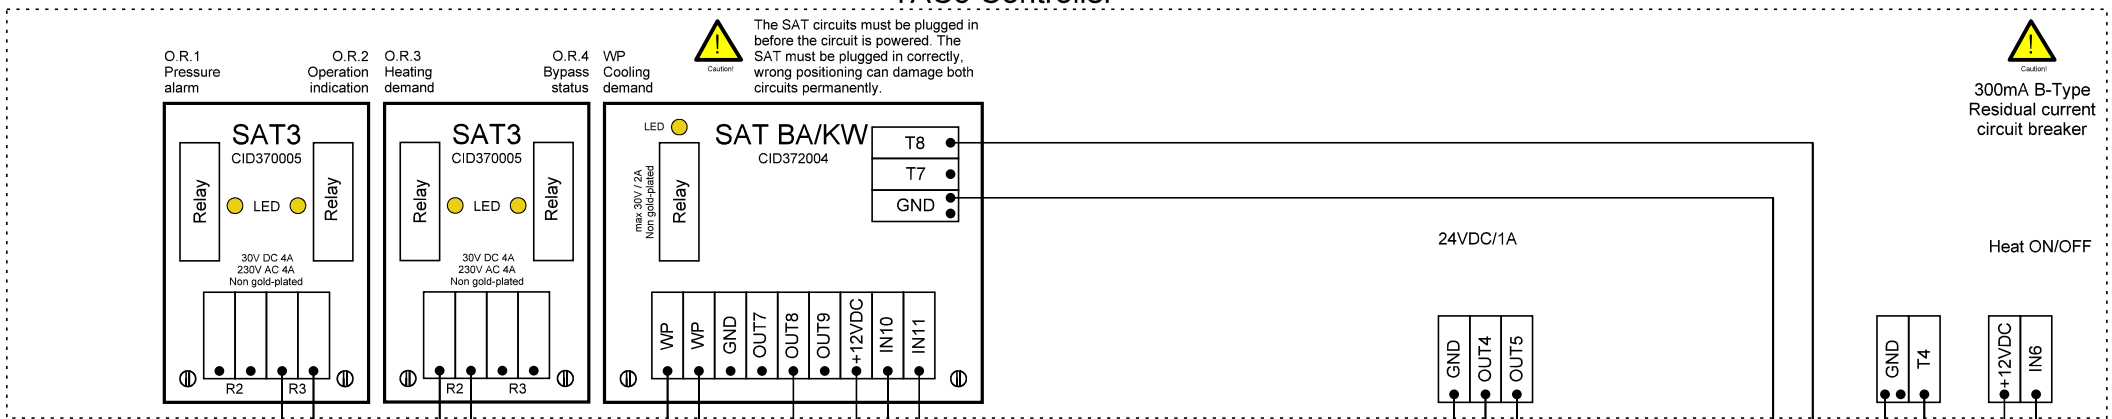 The SAT circuits must be plugged in
before the circuit is powered. The
SAT must be plugged in correctly,
wrong positioning can damage both
circuits permanently.
Caution!
Caution!
300mA B-Type
Residual current
circuit breaker
O.R.1
Pressure
alarm
O.R.2
Operation
indication
O.R.3
Heating
demand
O.R.4
Bypass
status
WP
Cooling
demand
SAT3
CID370005
Relay
LED
Relay
30V DC 4A
230V AC 4A
Non gold-plated
R2
R3
SAT3
CID370005
Relay
LED
Relay
30V DC 4A
230V AC 4A
Non gold-plated
R2
R3
LED
SAT BA/KW
CID372004
max 30V / 2A
Non gold-plated
Relay
T8
T7
GND
WP
WP
GND
OUT7
OUT8
OUT9
+12VDC
IN10
IN11
24VDC/1A
GND
OUT4
OUT5
Heat ON/OFF
GND
T4
+12VDC
IN6